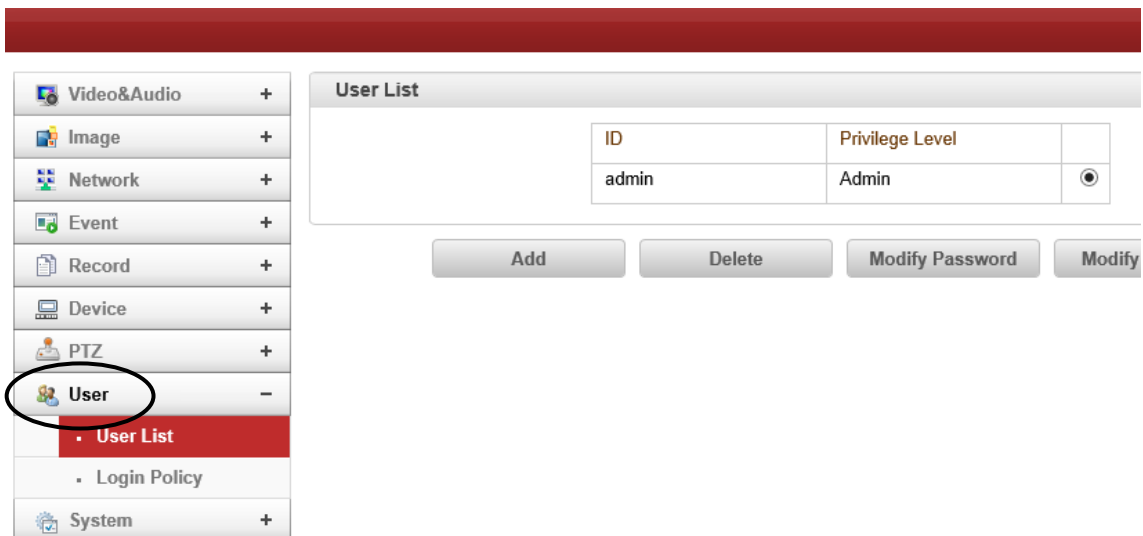 Video&Audio +
Image +
Network +
Event +
Record +
Device +
PTZ +
User −
User List
Login Policy
System +
User List
ID Privilege Level
admin Admin
Add Delete Modify Password Modify